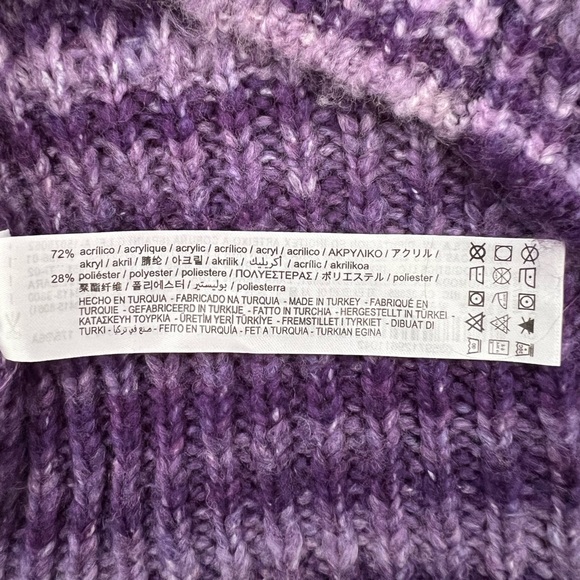 72% acrílico / acrylique / acrylic / acrílico / acryl / acrilico / ΑΚΡΥΛΙΚΟ / アクリル /
akryl / akril / 腈纶 / 아크릴 / akrilik / أكريليك / acrílic / akrilikoa
28% poliéster / polyester / poliestere / ΠΟΛΥΕΣΤΕΡΑΣ / ポリエステル / poliester /
聚酯纤维 / 폴리에스터 / بوليستير / poliesterra
HECHO EN TURQUIA - FABRICADO NA TURQUIA - MADE IN TURKEY - FABRIQUÉ EN
TURQUIE - GEFABRICEERD IN TURKIJE - FATTO IN TURCHIA - HERGESTELLT IN TÜRKEI -
ΚΑΤΑΣΚΕΥΗ ΤΟΥΡΚΙΑ - ÜRETİM YERİ TÜRKİYE - FREMSTILLET I TYRKIET - DIBUAT DI
TURKI - صنع في تركيا - FEITO EN TURQUÍA - FET A TURQUIA - TURKIAN EGINA